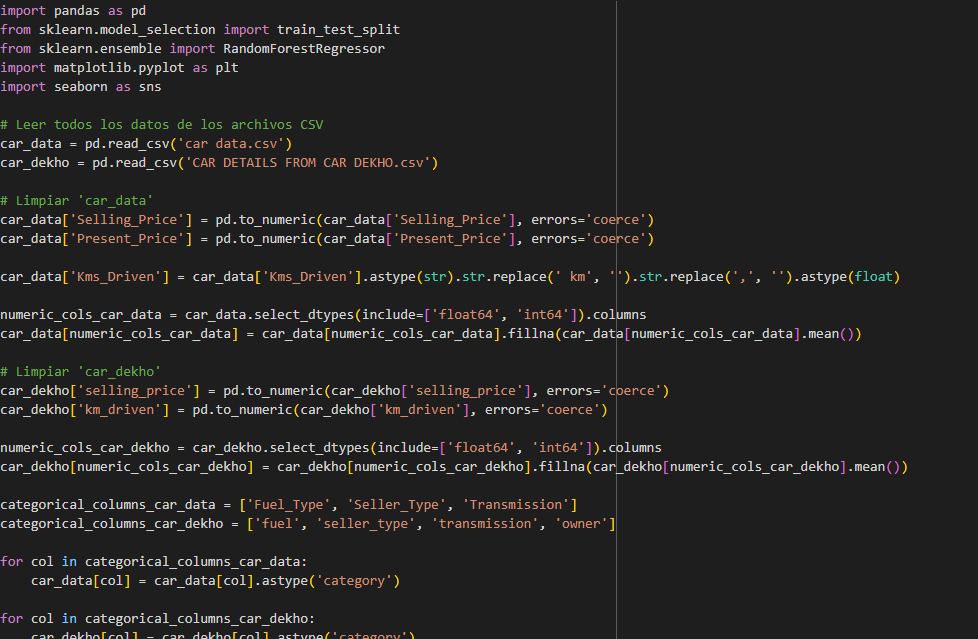 import pandas as pd
from sklearn.model_selection import train_test_split
from sklearn.ensemble import RandomForestRegressor
import matplotlib.pyplot as plt
import seaborn as sns

# Leer todos los datos de los archivos CSV
car_data = pd.read_csv('car data.csv')
car_dekho = pd.read_csv('CAR DETAILS FROM CAR DEKHO.csv')

# Limpiar 'car_data'
car_data['Selling_Price'] = pd.to_numeric(car_data['Selling_Price'], errors='coerce')
car_data['Present_Price'] = pd.to_numeric(car_data['Present_Price'], errors='coerce')

car_data['Kms_Driven'] = car_data['Kms_Driven'].astype(str).str.replace(' km', '').str.replace(',', '').astype(float)

numeric_cols_car_data = car_data.select_dtypes(include=['float64', 'int64']).columns
car_data[numeric_cols_car_data] = car_data[numeric_cols_car_data].fillna(car_data[numeric_cols_car_data].mean())

# Limpiar 'car_dekho'
car_dekho['selling_price'] = pd.to_numeric(car_dekho['selling_price'], errors='coerce')
car_dekho['km_driven'] = pd.to_numeric(car_dekho['km_driven'], errors='coerce')

numeric_cols_car_dekho = car_dekho.select_dtypes(include=['float64', 'int64']).columns
car_dekho[numeric_cols_car_dekho] = car_dekho[numeric_cols_car_dekho].fillna(car_dekho[numeric_cols_car_dekho].mean())

categorical_columns_car_data = ['Fuel_Type', 'Seller_Type', 'Transmission']
categorical_columns_car_dekho = ['fuel', 'seller_type', 'transmission', 'owner']

for col in categorical_columns_car_data:
    car_data[col] = car_data[col].astype('category')

for col in categorical_columns_car_dekho:
    car_dekho[col] = car_dekho[col].astype('category')